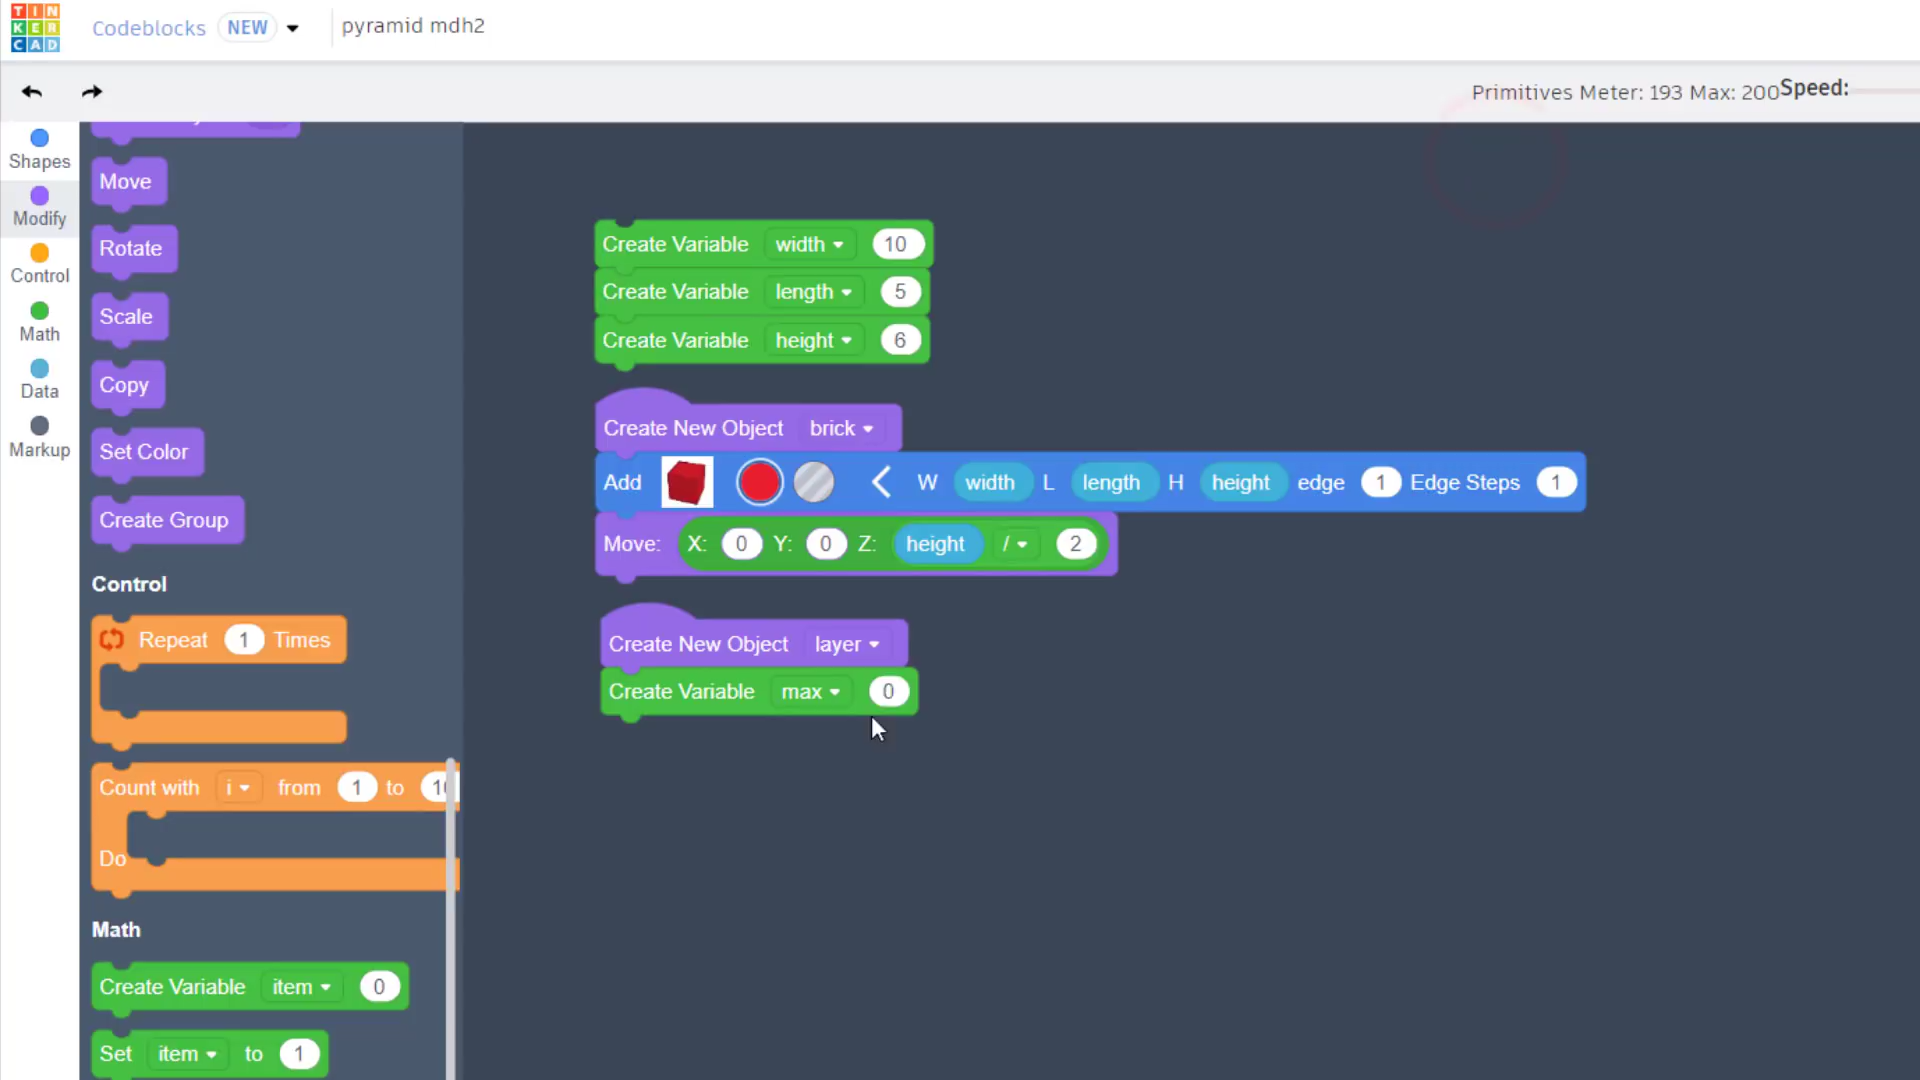 TIN
KER
CAD
Codeblocks NEW
pyramid mdh2
Primitives Meter: 193 Max: 200
Speed:
Shapes
Modify
Control
Math
Data
Markup
Move
Rotate
Scale
Copy
Set Color
Create Group
Control
Repeat 1 Times
Count with i from 1 to
Do
Math
Create Variable item 0
Set item to 1
Create Variable width 10
Create Variable length 5
Create Variable height 6
Create New Object brick
Add W width L length H height edge 1 Edge Steps 1
Move: X: 0 Y: 0 Z: height / 2
Create New Object layer
Create Variable max 0